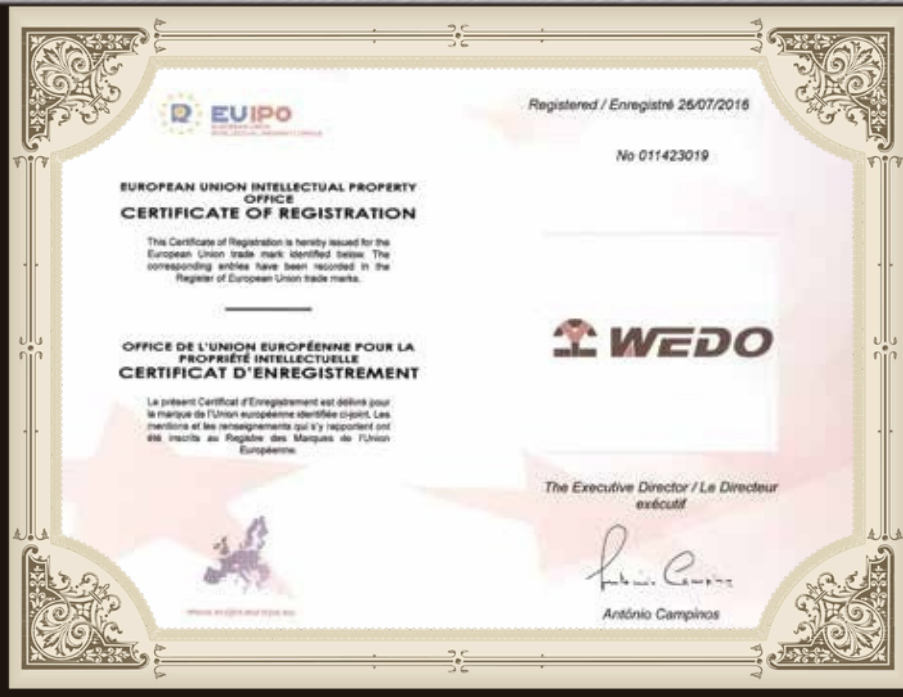 EUIPO
EUROPEAN UNION
INTELLECTUAL PROPERTY OFFICE
EUROPEAN UNION INTELLECTUAL PROPERTY
OFFICE
CERTIFICATE OF REGISTRATION
This Certificate of Registration is hereby issued for the
European Union trade mark identified below. The
corresponding entries have been recorded in the
Register of European Union trade marks.
OFFICE DE L'UNION EUROPÉENNE POUR LA
PROPRIÉTÉ INTELLECTUELLE
CERTIFICAT D'ENREGISTREMENT
Le présent Certificat d'Enregistrement est délivré pour
la marque de l'Union européenne identifiée ci-joint. Les
mentions et les renseignements qui s'y rapportent ont
été inscrits au Registre des Marques de l'Union
Européenne.
Registered / Enregistré 26/07/2016
No 011423019
WEDO
The Executive Director / Le Directeur
exécutif
António Campinos